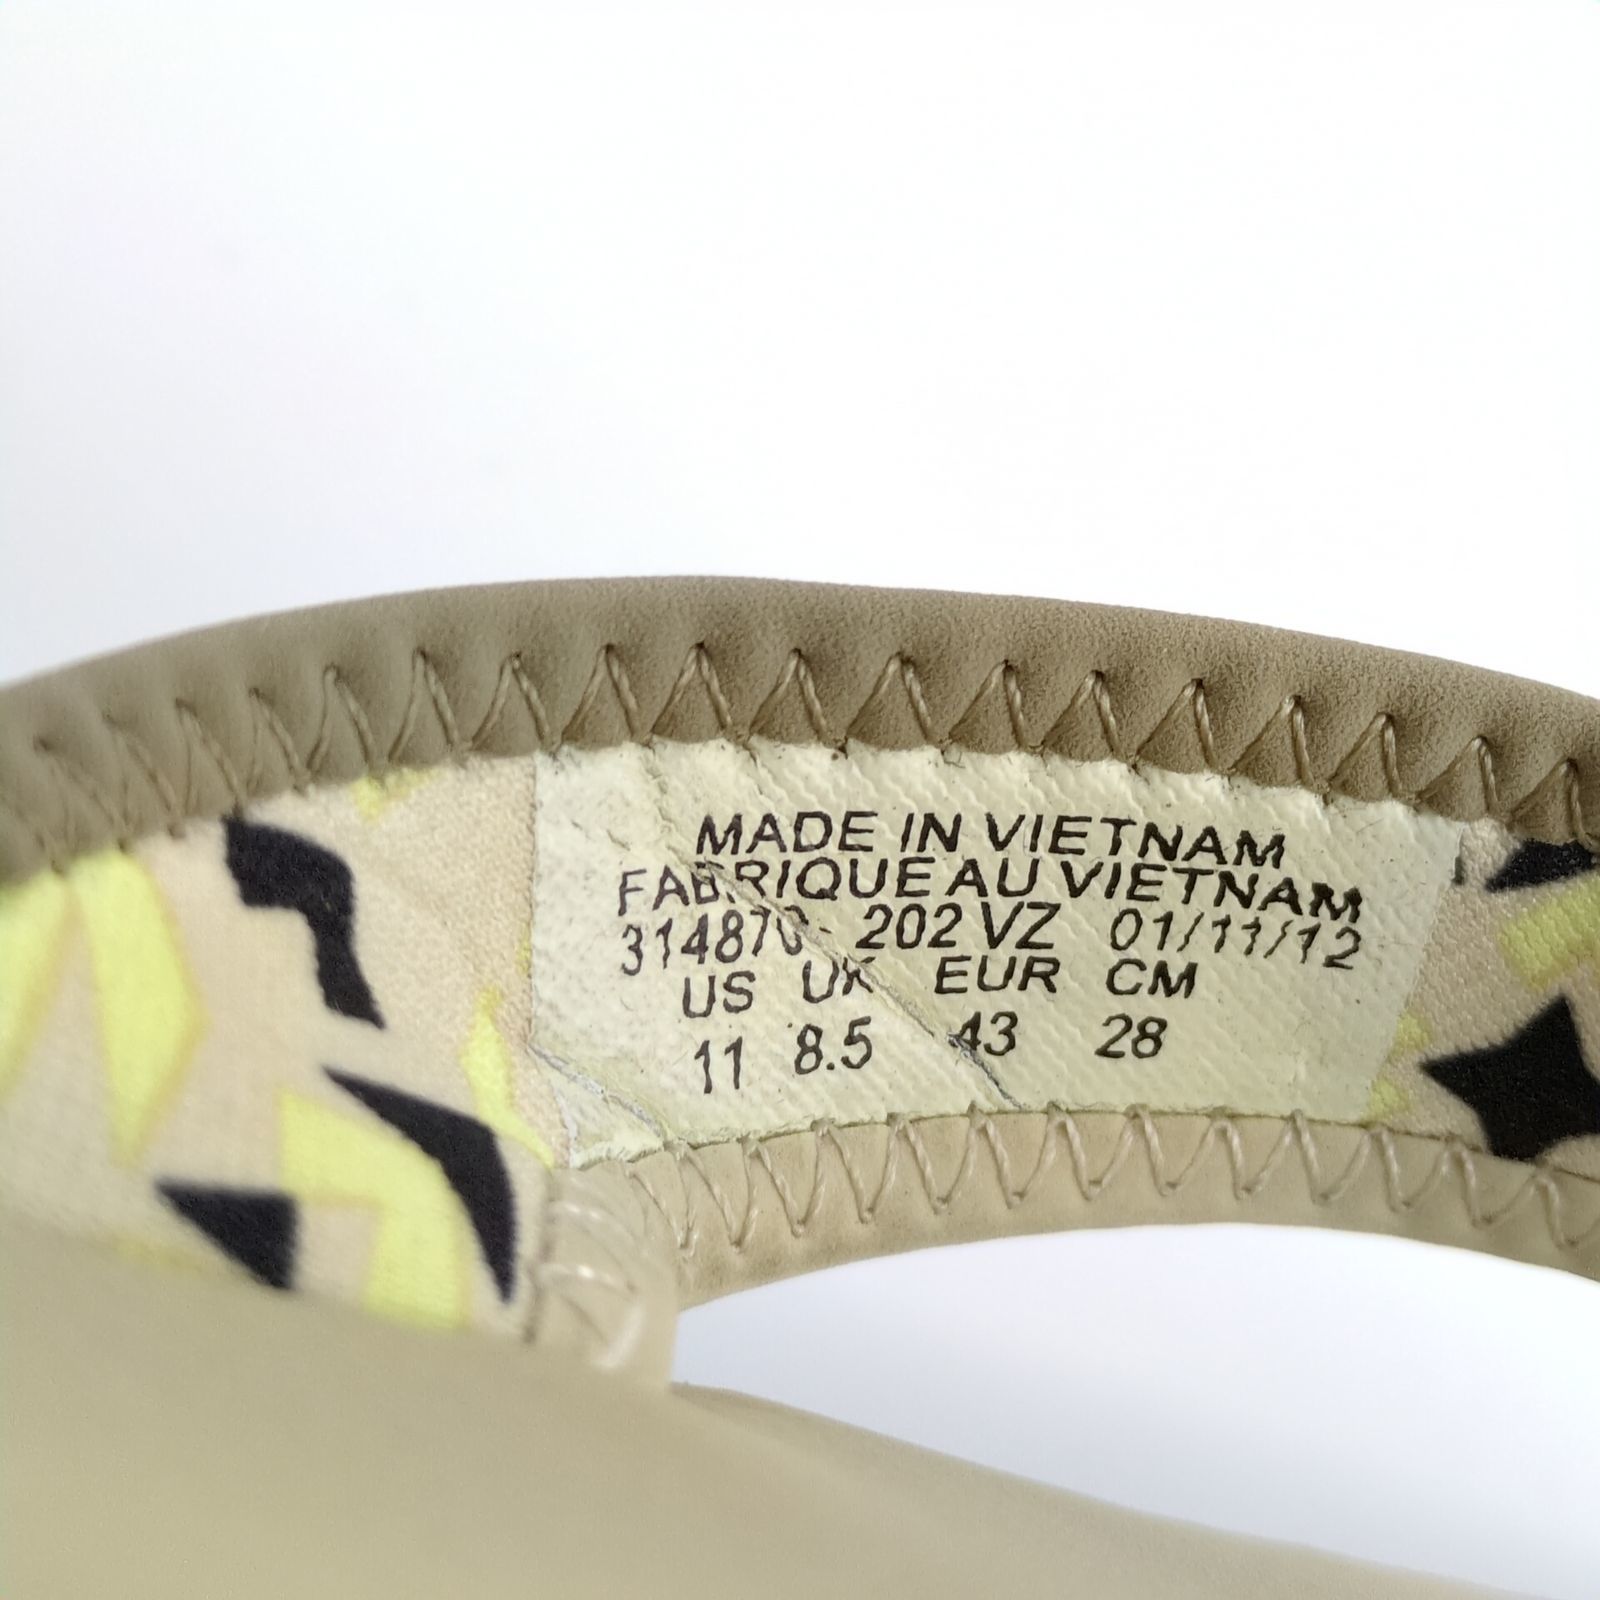 MADE IN VIETNAM
FABRIQUE AU VIETNAM
314870-202 VZ 01/11/12
US UK EUR CM
11 8.5 43 28